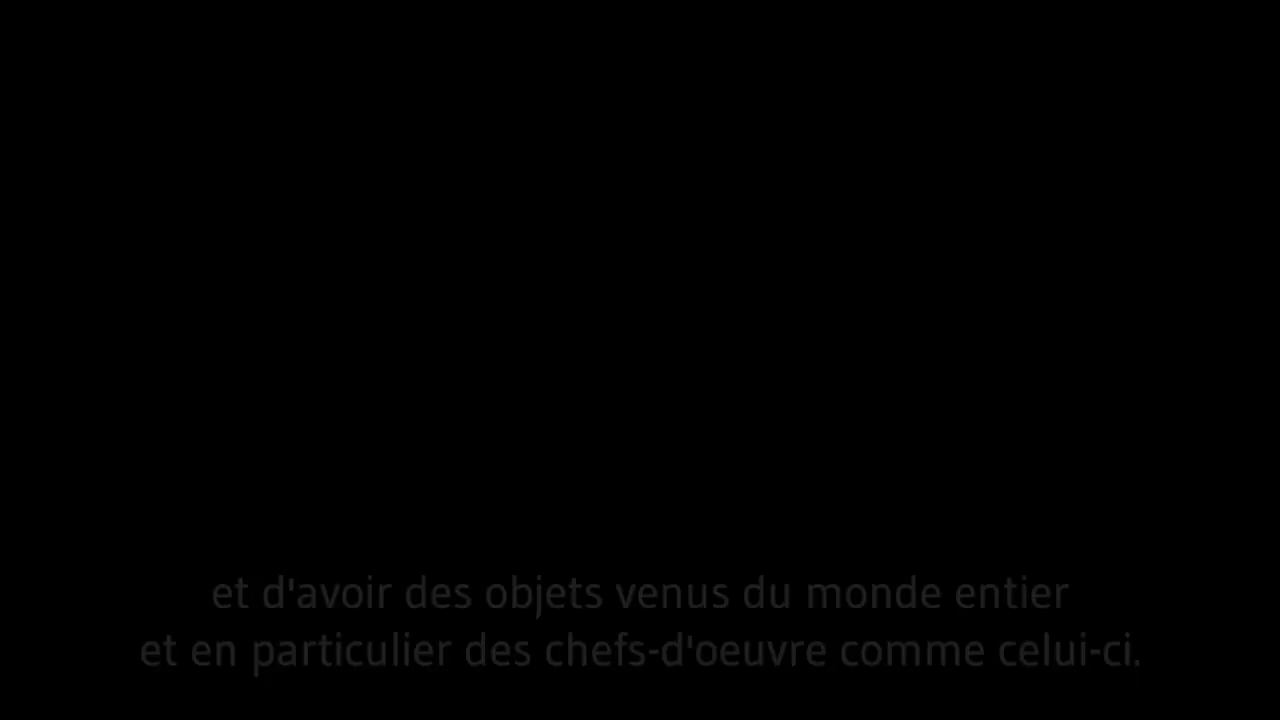 et d'avoir des objets venus du monde entier
et en particulier des chefs-d'oeuvre comme celui-ci.